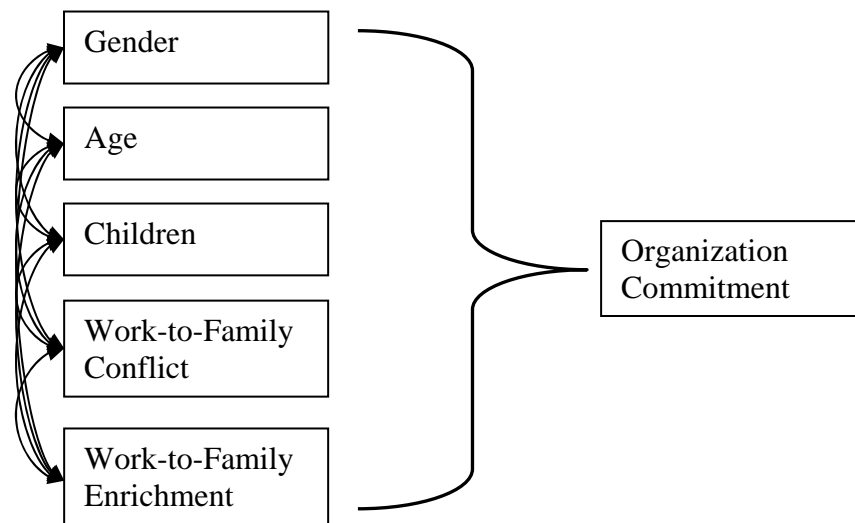 Gender
Age
Children
Work-to-Family
Conflict
Work-to-Family
Enrichment
Organization
Commitment